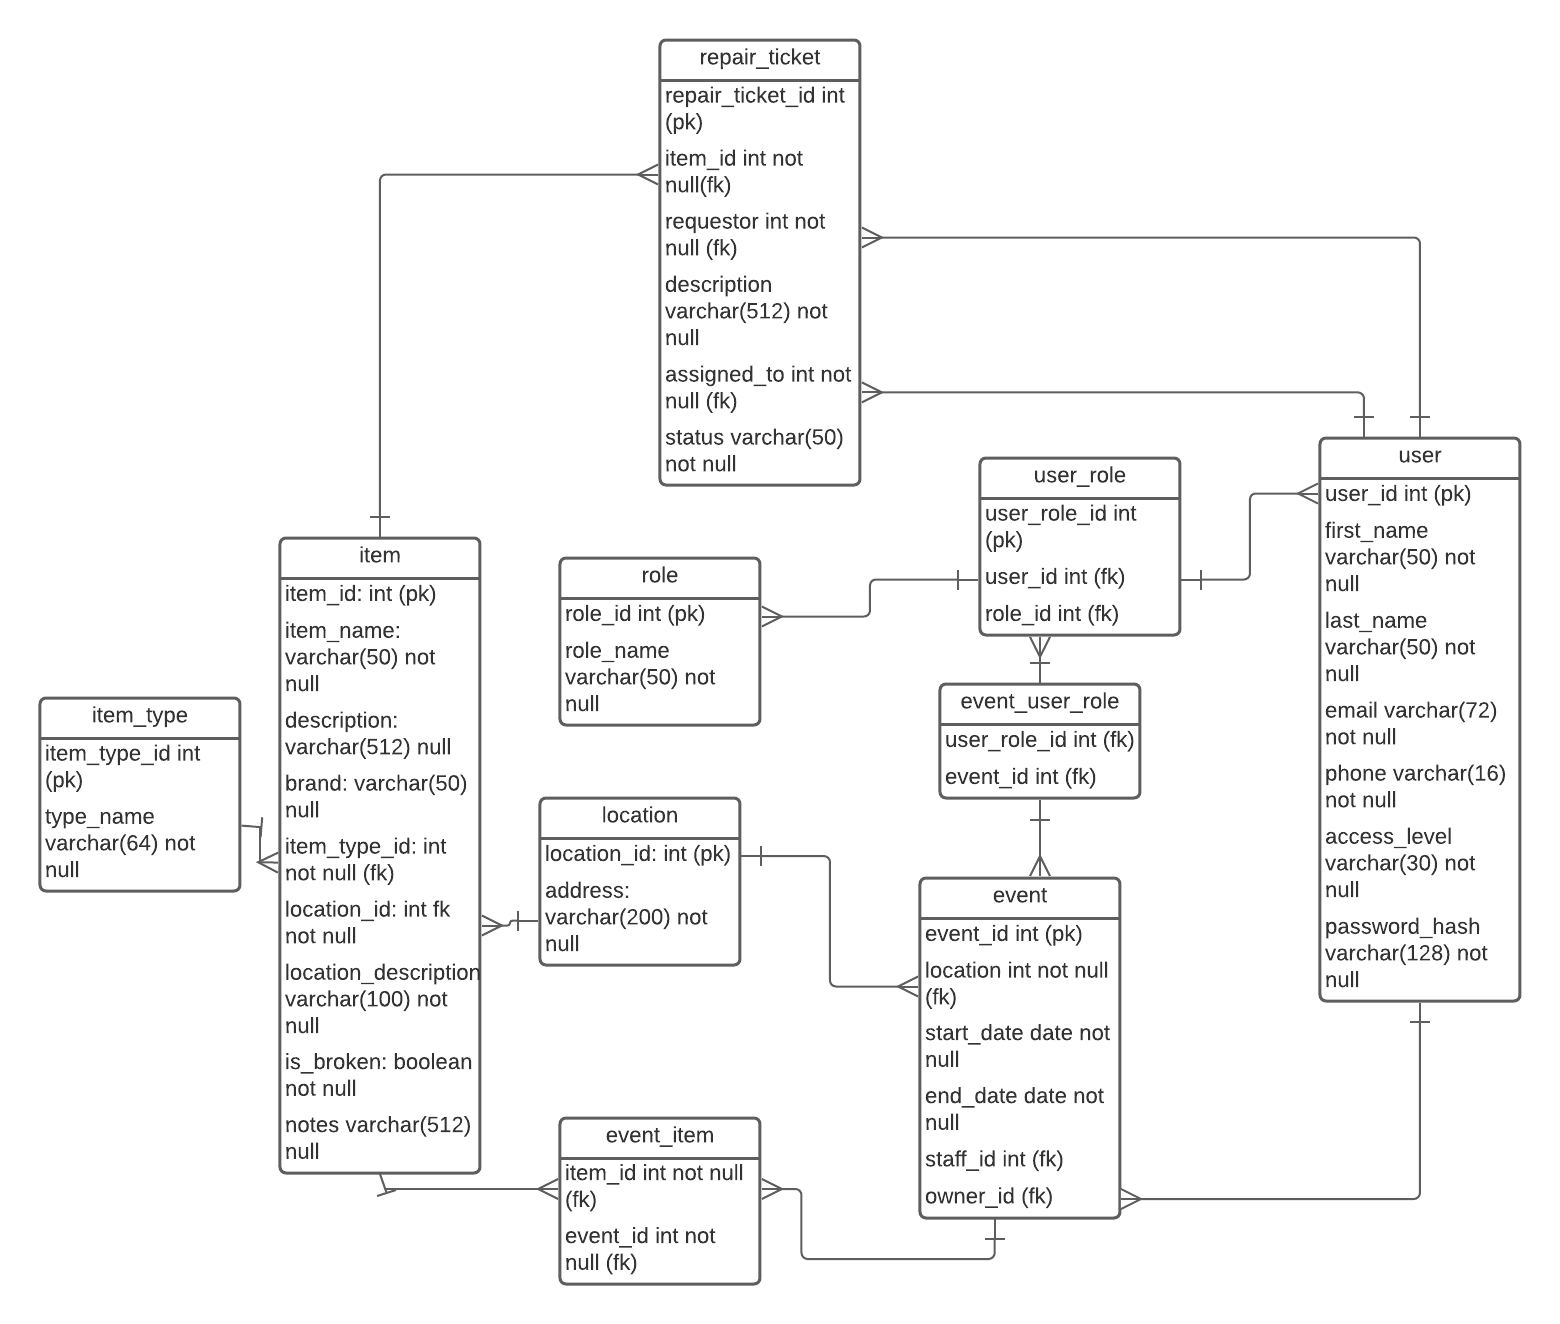 repair_ticket
repair_ticket_id int
(pk)
item_id int not
null(fk)
requestor int not
null (fk)
description
varchar(512) not
null
assigned_to int not
null (fk)
status varchar(50)
not null
user
user_id int (pk)
first_name
varchar(50) not
null
last_name
varchar(50) not
null
email varchar(72)
not null
phone varchar(16)
not null
access_level
varchar(30) not
null
password_hash
varchar(128) not
null
user_role
user_role_id int
(pk)
user_id int (fk)
role_id int (fk)
role
role_id int (pk)
role_name
varchar(50) not
null
item
item_id: int (pk)
item_name:
varchar(50) not
null
description:
varchar(512) null
brand: varchar(50)
null
item_type_id: int
not null (fk)
location_id: int fk
not null
location_description
varchar(100) not
null
is_broken: boolean
not null
notes varchar(512)
null
item_type
item_type_id int
(pk)
type_name
varchar(64) not
null
event_user_role
user_role_id int (fk)
event_id int (fk)
location
location_id: int (pk)
address:
varchar(200) not
null
event
event_id int (pk)
location int not null
(fk)
start_date date not
null
end_date date not
null
staff_id int (fk)
owner_id (fk)
event_item
item_id int not null
(fk)
event_id int not
null (fk)